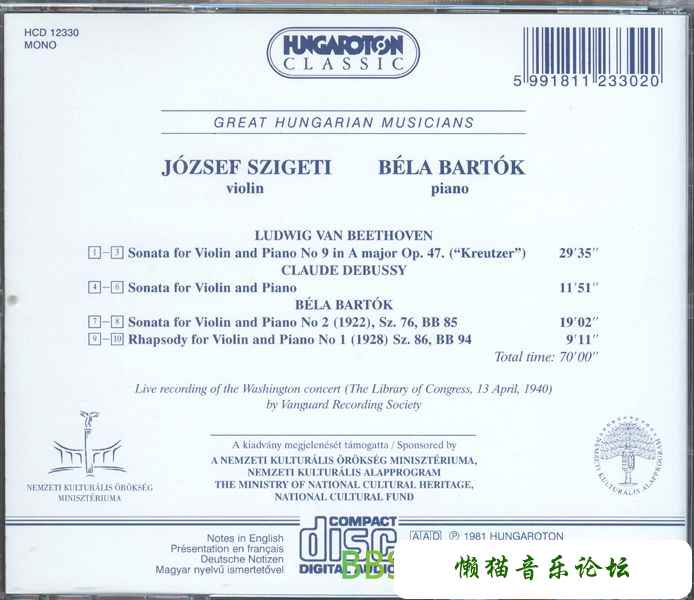 HCD 12330
MONO
HUNGAROTON
CLASSIC
5 991811 233020
GREAT HUNGARIAN MUSICIANS
JÓZSEF SZIGETI BÉLA BARTÓK
violin piano
LUDWIG VAN BEETHOVEN
1–3 Sonata for Violin and Piano No 9 in A major Op. 47. (“Kreutzer”) 29′35″
CLAUDE DEBUSSY
4–6 Sonata for Violin and Piano 11′51″
BÉLA BARTÓK
7–8 Sonata for Violin and Piano No 2 (1922), Sz. 76, BB 85 19′02″
9–10 Rhapsody for Violin and Piano No 1 (1928) Sz. 86, BB 94 9′11″
Total time: 70′00″
Live recording of the Washington concert (The Library of Congress, 13 April, 1940)
by Vanguard Recording Society
A kiadvány megjelenését támogatta / Sponsored by
A NEMZETI KULTURÁLIS ÖRÖKSÉG MINISZTÉRIUMA,
NEMZETI KULTURÁLIS ALAPPROGRAM
THE MINISTRY OF NATIONAL CULTURAL HERITAGE,
NATIONAL CULTURAL FUND
NEMZETI KULTURÁLIS ÖRÖKSÉG
MINISZTÉRIUMA
NEMZETI KULTURÁLIS ALAPPROGRAM
Notes in English
Présentation en français
Deutsche Notizen
Magyar nyelvű ismertetővel
COMPACT
disc
DIGITAL AUDIO
AAD ℗ 1981 HUNGAROTON
BBS
懒猫音乐论坛